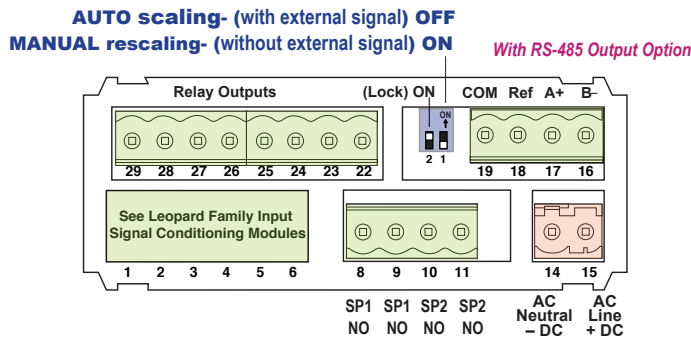 AUTO scaling- (with external signal) OFF
MANUAL rescaling- (without external signal) ON
With RS-485 Output Option
Relay Outputs
(Lock) ON
COM Ref A+ B–
ON
2 1
29 28 27 26 25 24 23 22
19 18 17 16
See Leopard Family Input
Signal Conditioning Modules
1 2 3 4 5 6
8 9 10 11
14 15
SP1 SP1 SP2 SP2
NO NO NO NO
AC AC
Neutral Line
– DC + DC